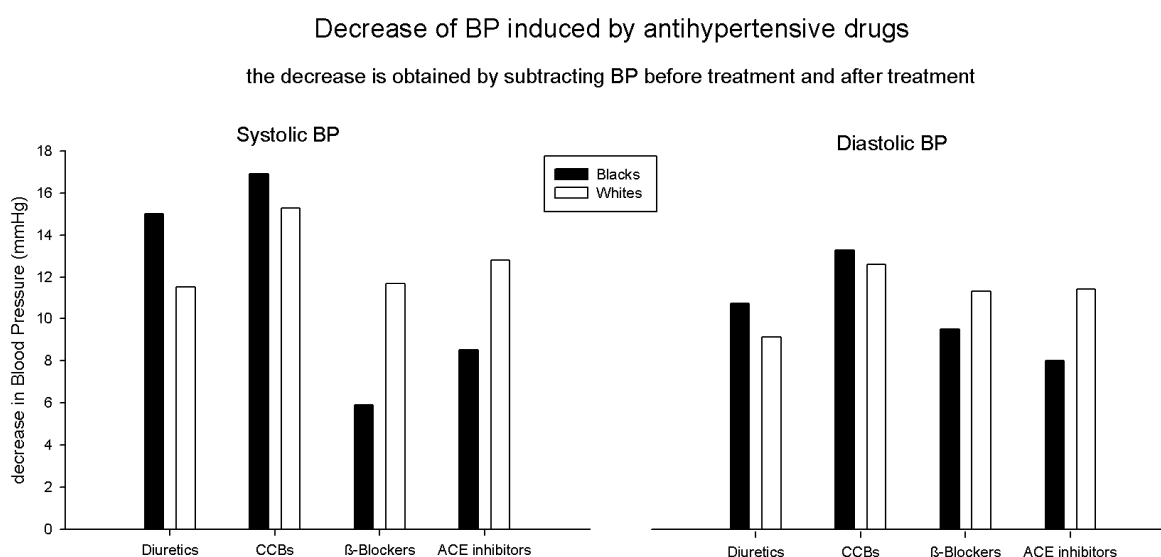 Decrease of BP induced by antihypertensive drugs
the decrease is obtained by subtracting BP before treatment and after treatment
Systolic BP
Diastolic BP
Blacks
Whites
decrease in Blood Pressure (mmHg)
18
16
14
12
10
8
6
4
2
0
Diuretics CCBs ß-Blockers ACE inhibitors
Diuretics CCBs ß-Blockers ACE inhibitors